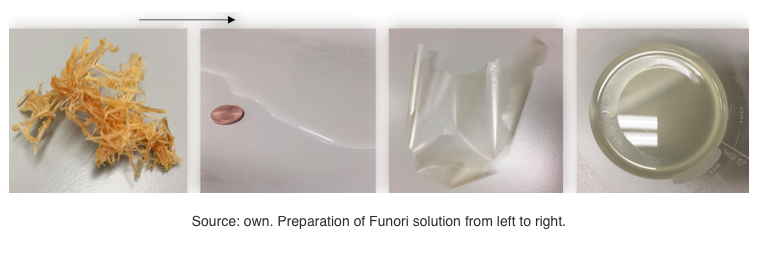 Source: own. Preparation of Funori solution from left to right.